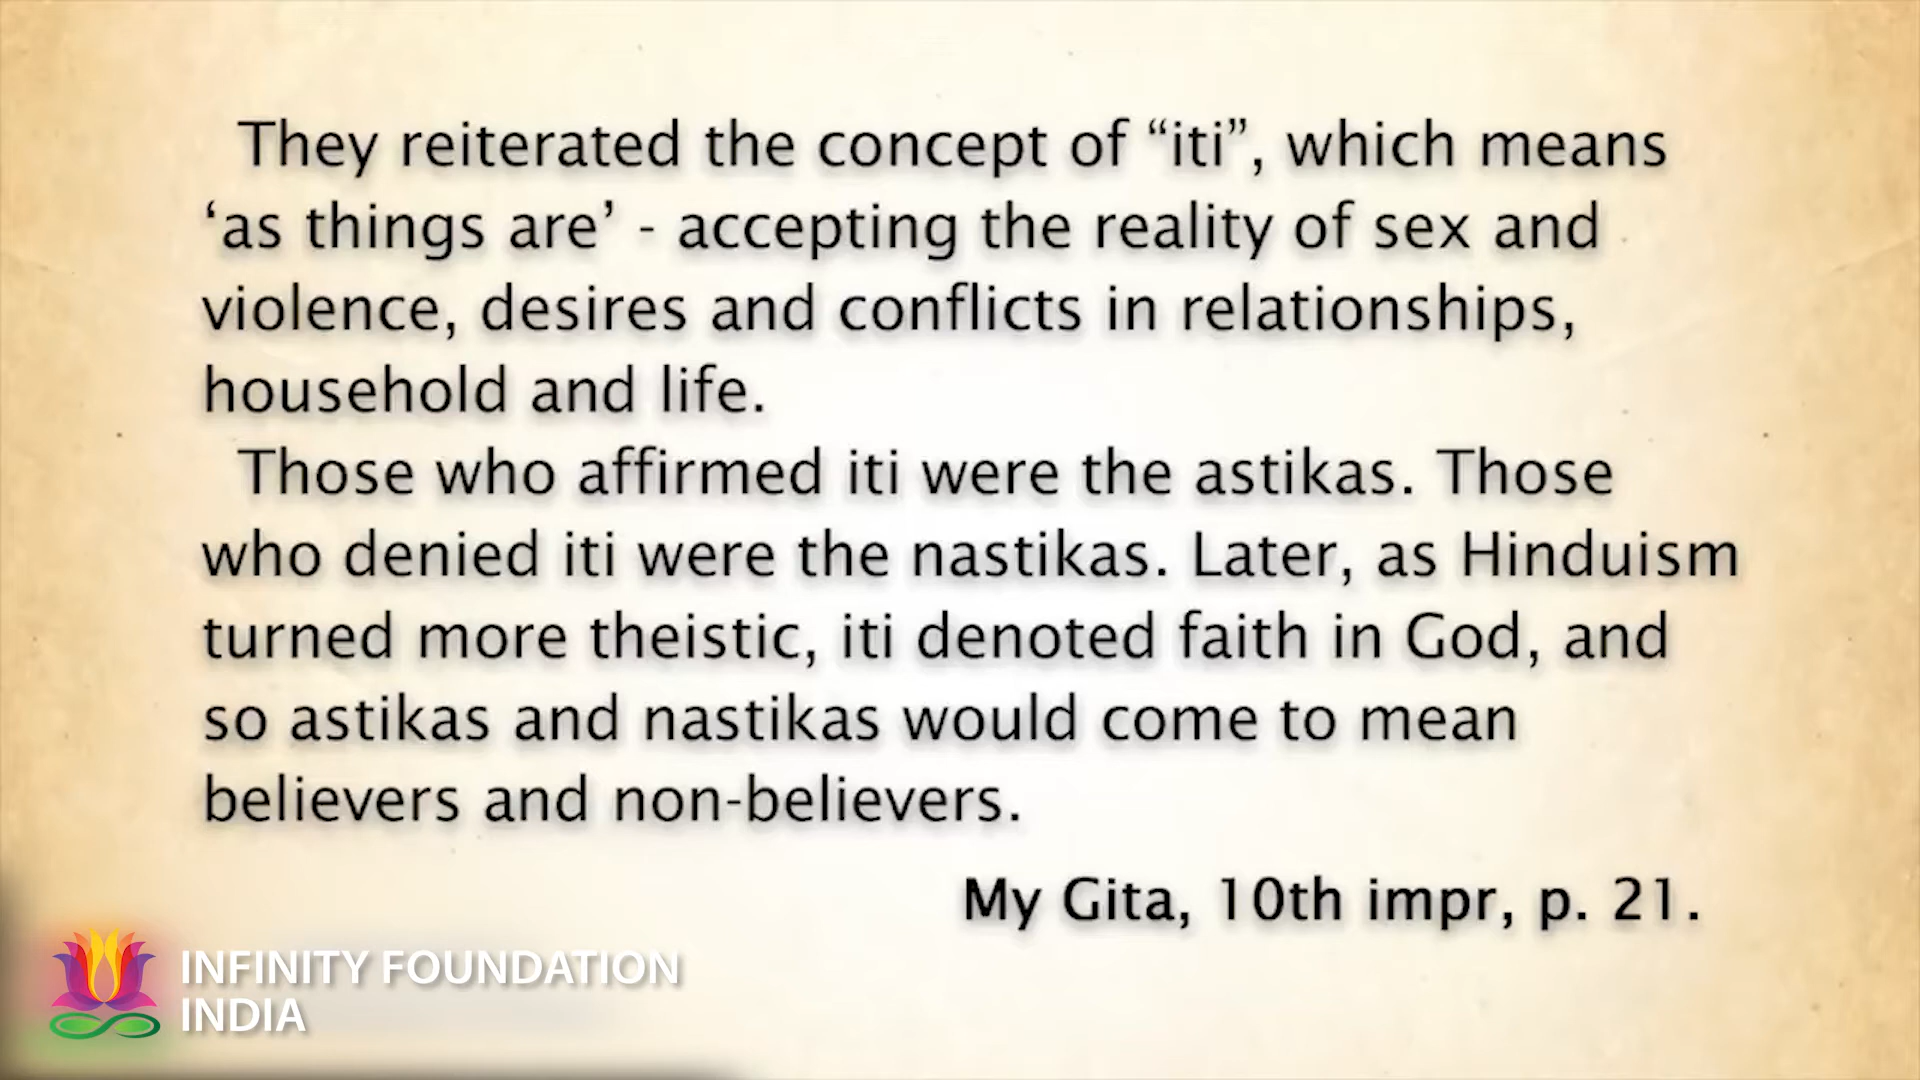 They reiterated the concept of “iti”, which means
‘as things are’ - accepting the reality of sex and
violence, desires and conflicts in relationships,
household and life.
Those who affirmed iti were the astikas. Those
who denied iti were the nastikas. Later, as Hinduism
turned more theistic, iti denoted faith in God, and
so astikas and nastikas would come to mean
believers and non-believers.
My Gita, 10th impr, p. 21.
INFINITY FOUNDATION
INDIA